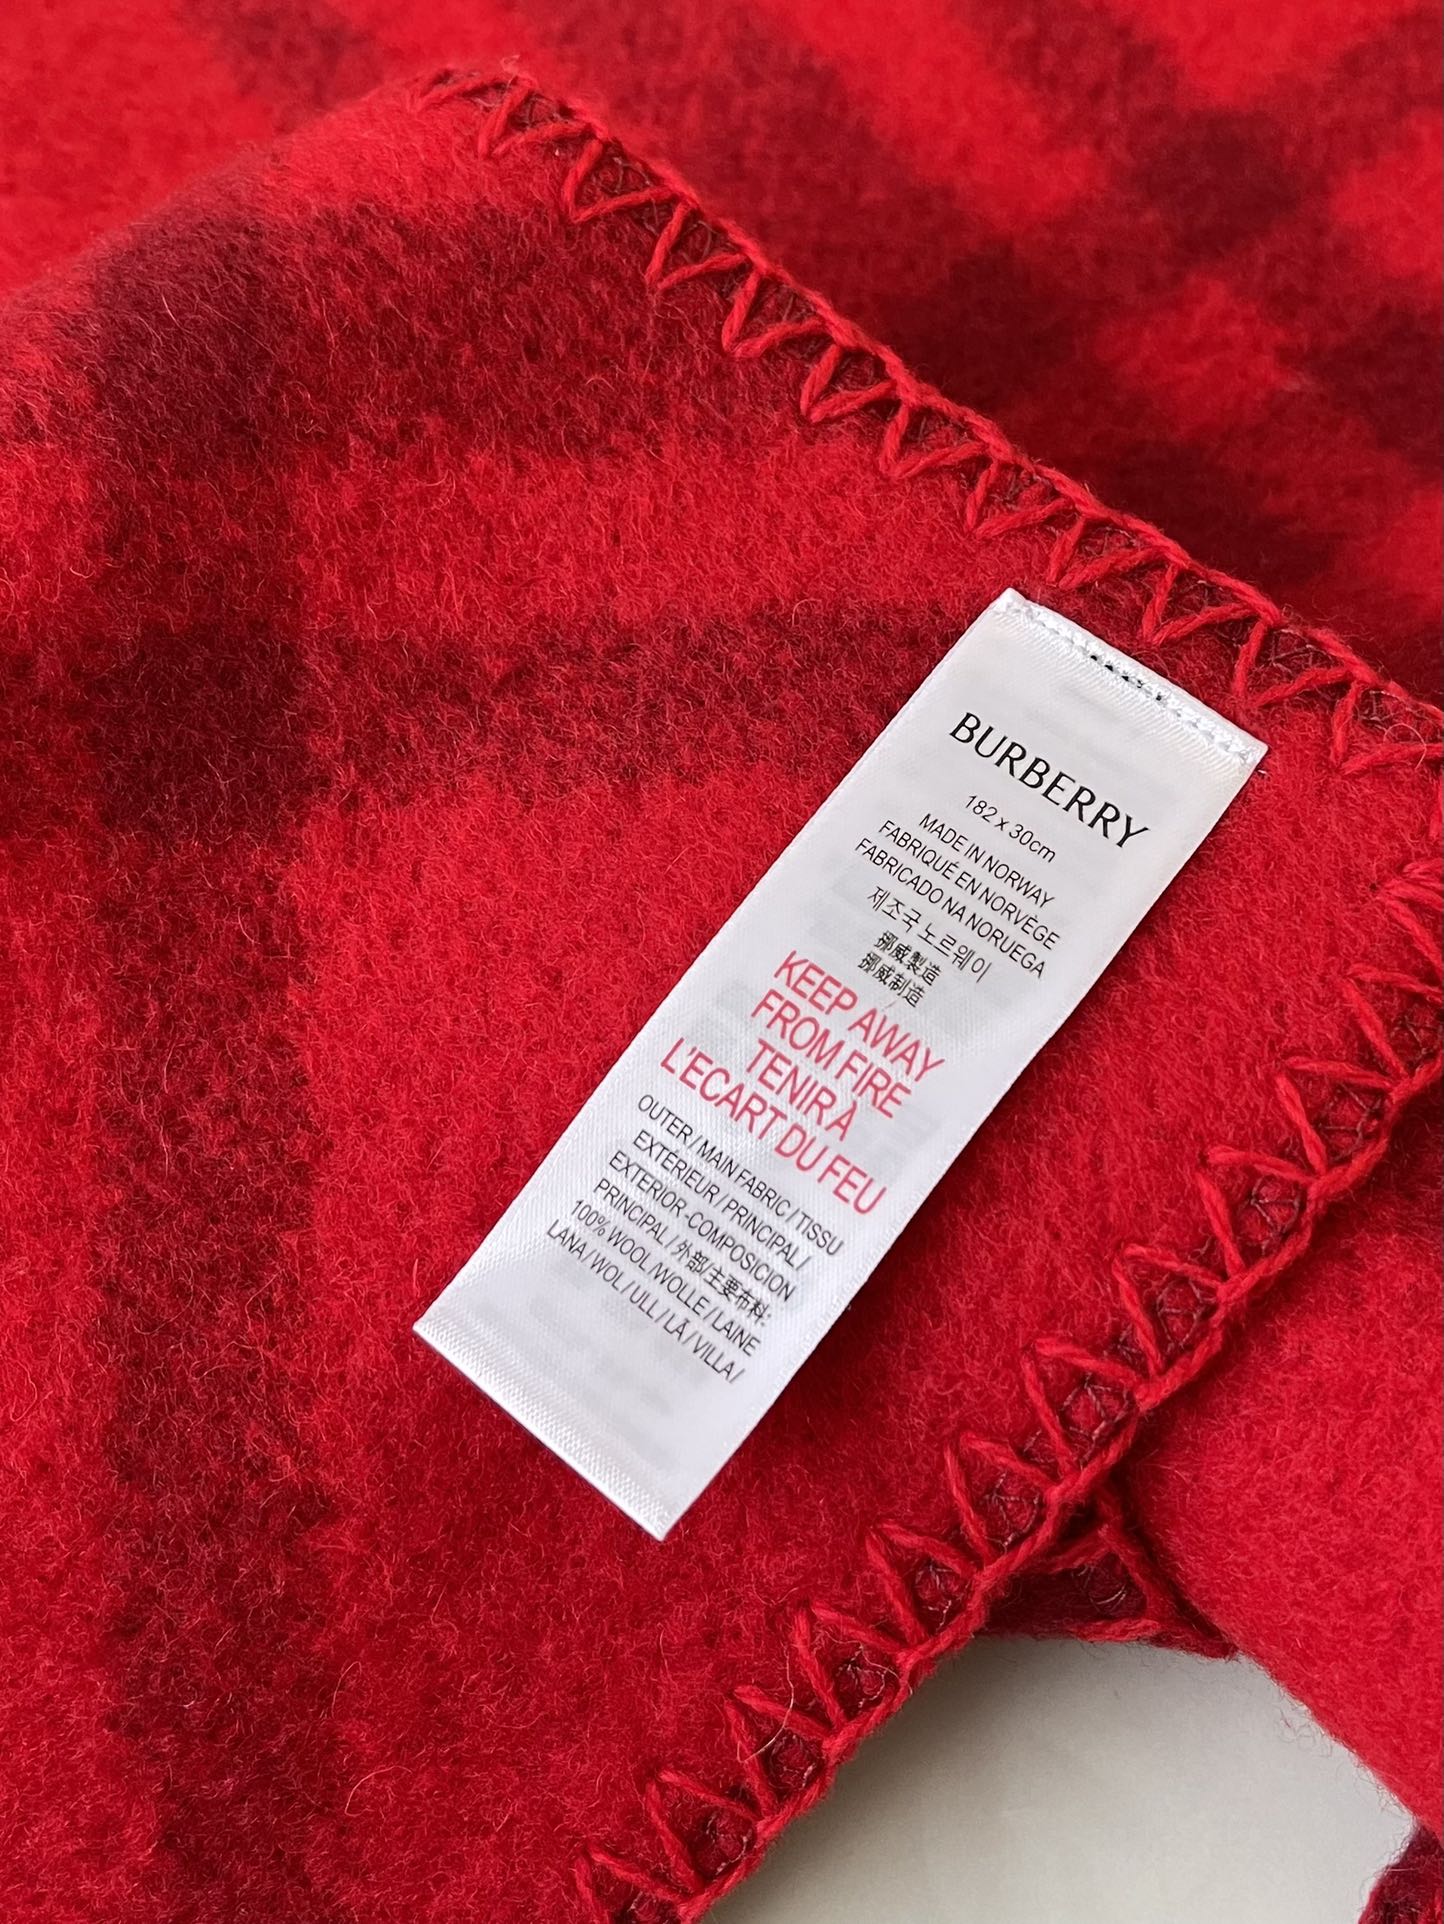 BURBERRY
182 x 30cm
MADE IN NORWAY
FABRIQUÉ EN NORVÈGE
FABRICADO NA NORUEGA
제조국 노르웨이
挪威製造
挪威制造
KEEP AWAY
FROM FIRE
TENIR À
L'ECART DU FEU
OUTER / MAIN FABRIC / TISSU
EXTÉRIEUR / PRINCIPAL /
EXTERIOR -COMPOSICION
PRINCIPAL / 外部/主要布料:
100% WOOL /WOLLE / LAINE
LANA / WOL / ULL / LÃ / VILLA /